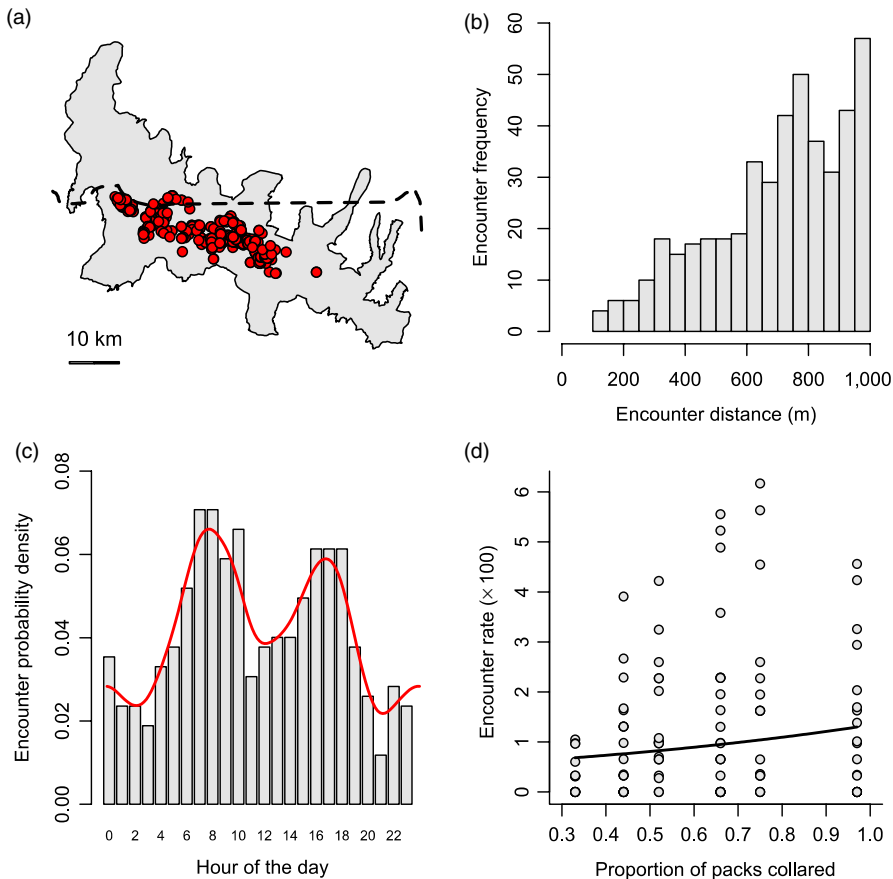 (a)
10 km
(b)
Encounter frequency
60
50
40
30
20
10
0
0 200 400 600 800 1,000
Encounter distance (m)
(c)
Encounter probability density
0.08
0.06
0.04
0.02
0.00
0 2 4 6 8 10 12 14 16 18 20 22
Hour of the day
(d)
Encounter rate (×100)
6
5
4
3
2
1
0
0.3 0.4 0.5 0.6 0.7 0.8 0.9 1.0
Proportion of packs collared